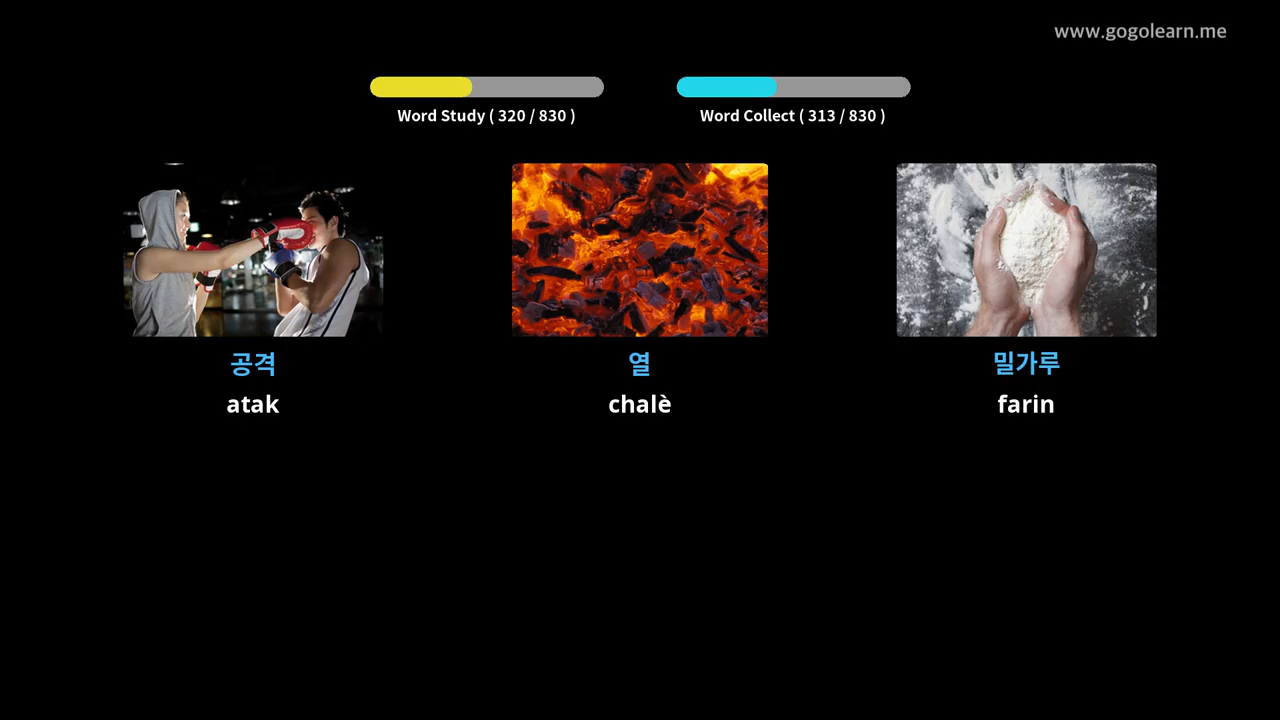 www.gogolearn.me
Word Study ( 320 / 830 )
Word Collect ( 313 / 830 )
공격
열
밀가루
atak
chalè
farin